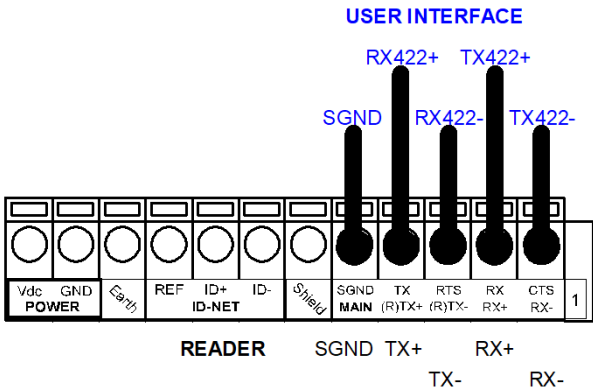 USER INTERFACE
RX422+ TX422+
SGND RX422- TX422-
Vdc GND Earth REF ID+ ID- Shield SGND TX RTS RX CTS
POWER ID-NET MAIN (R)TX+ (R)TX- RX+ RX- 1
READER SGND TX+ RX+
TX- RX-